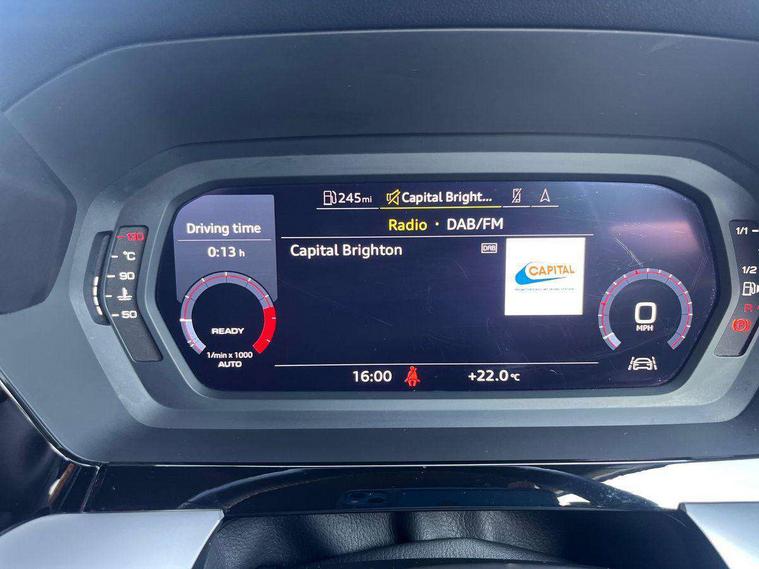 245mi
Capital Bright...
Radio · DAB/FM
Driving time
0:13 h
Capital Brighton
CAPITAL
130
°C
90
50
READY
1/min x 1000
AUTO
0
MPH
1/1
1/2
R
16:00
+22.0°C